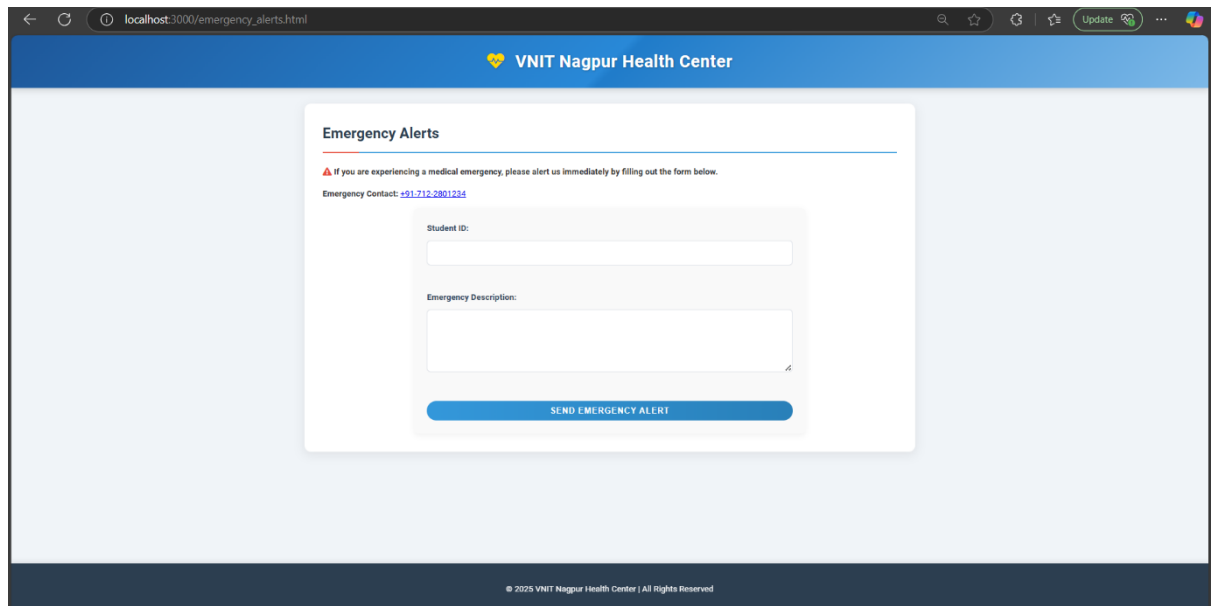 localhost:3000/emergency_alerts.html
Update
VNIT Nagpur Health Center
Emergency Alerts
If you are experiencing a medical emergency, please alert us immediately by filling out the form below.
Emergency Contact: +91-712-2801234
Student ID:
Emergency Description:
SEND EMERGENCY ALERT
© 2025 VNIT Nagpur Health Center | All Rights Reserved